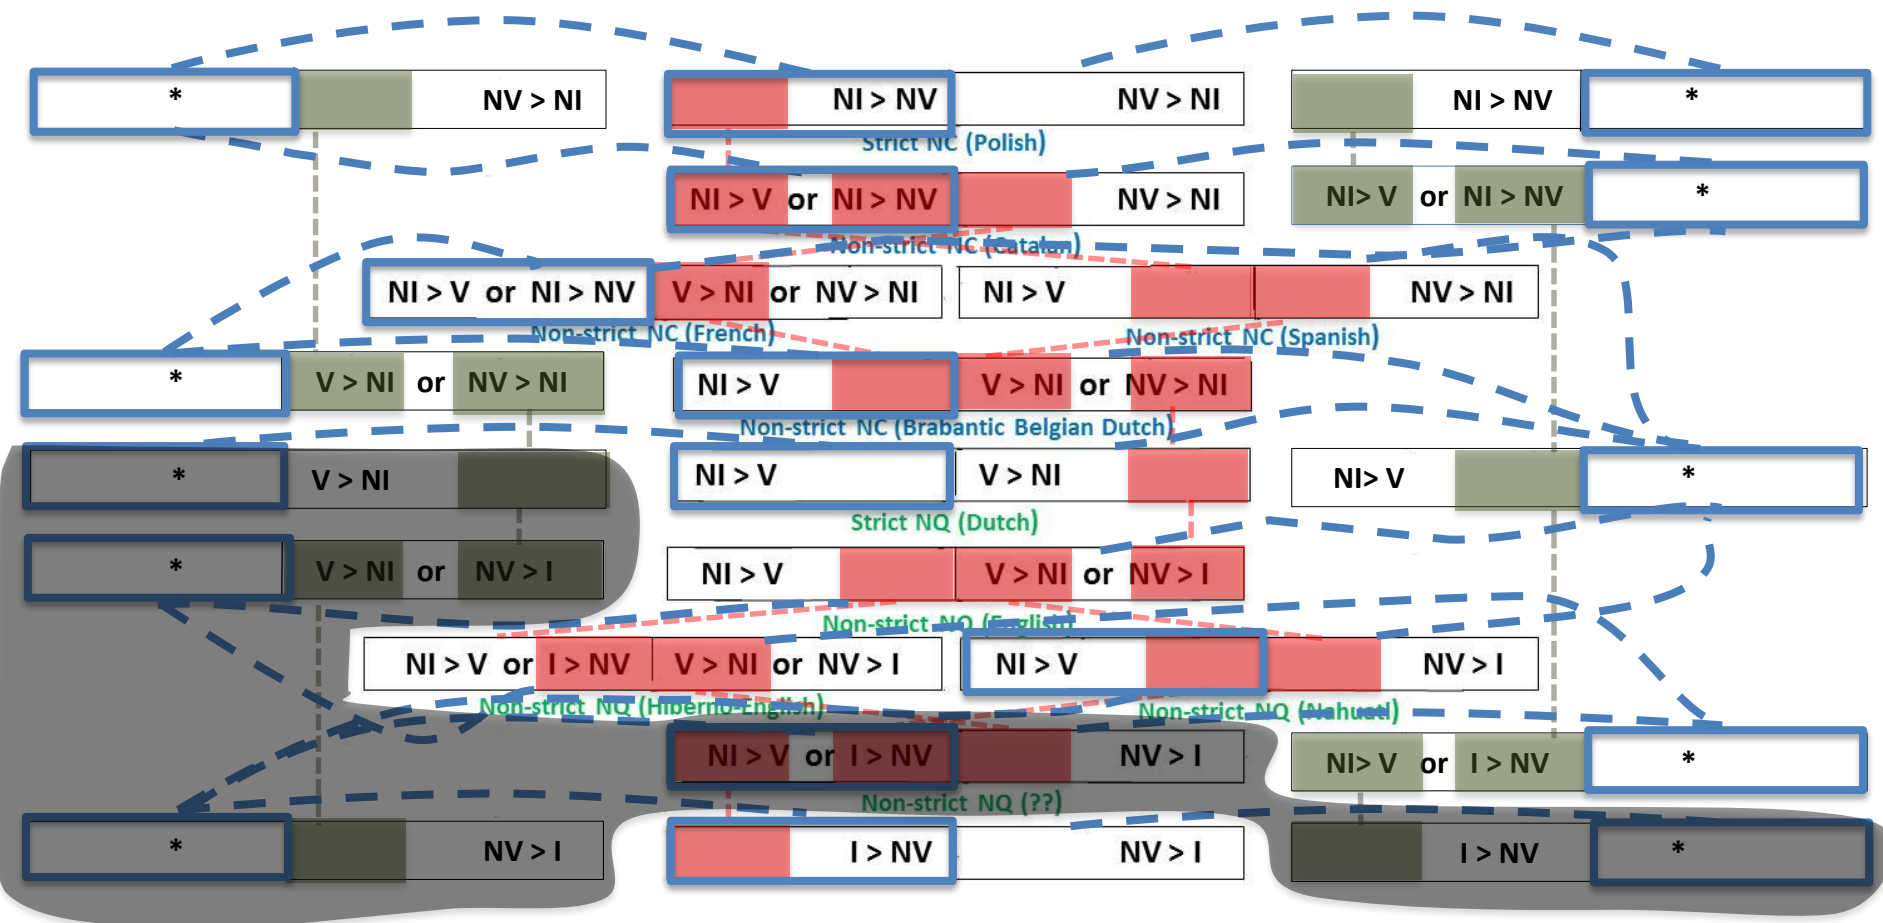 * NV > NI NI > NV NV > NI NI > NV *
Strict NC (Polish)
NI > V or NI > NV NV > NI NI> V or NI > NV *
Non-strict NC (Catalan)
NI > V or NI > NV V > NI or NV > NI NI > V NV > NI
Non-strict NC (French) Non-strict NC (Spanish)
* V > NI or NV > NI NI > V V > NI or NV > NI
Non-strict NC (Brabantic Belgian Dutch)
* V > NI NI > V V > NI NI> V *
Strict NQ (Dutch)
* V > NI or NV > I NI > V V > NI or NV > I
Non-strict NQ (English)
NI > V or I > NV V > NI or NV > I NI > V NV > I
Non-strict NQ (Hiberno-English) Non-strict NQ (Nahuatl)
NI > V or I > NV NV > I NI> V or I > NV *
Non-strict NQ (??)
* NV > I I > NV NV > I I > NV *